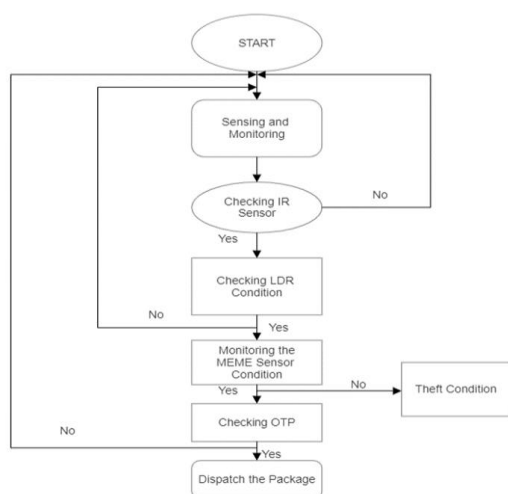 START
Sensing and
Monitoring
Checking IR
Sensor
No
Yes
Checking LDR
Condition
No
Yes
Monitoring the
MEME Sensor
Condition
Yes
No
Theft Condition
Checking OTP
No
Yes
Dispatch the Package